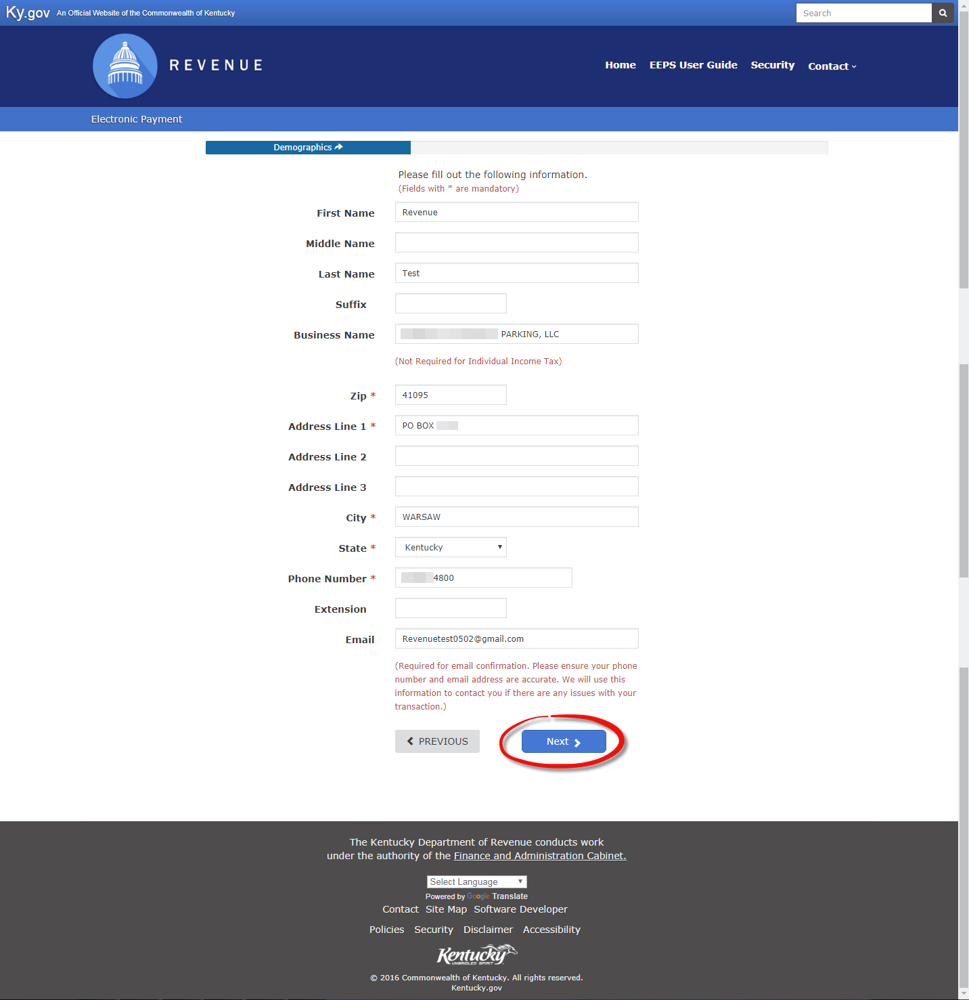 Ky.gov An Official Website of the Commonwealth of Kentucky
Search
REVENUE
Home EEPS User Guide Security Contact
Electronic Payment
Demographics
Please fill out the following information.
(Fields with * are mandatory)
First Name Revenue
Middle Name
Last Name Test
Suffix
Business Name PARKING, LLC
(Not Required for Individual Income Tax)
Zip * 41095
Address Line 1 * PO BOX
Address Line 2
Address Line 3
City * WARSAW
State * Kentucky
Phone Number * 4800
Extension
Email Revenuetest0502@gmail.com
(Required for email confirmation. Please ensure your phone
number and email address are accurate. We will use this
information to contact you if there are any issues with your
transaction.)
PREVIOUS Next
The Kentucky Department of Revenue conducts work
under the authority of the Finance and Administration Cabinet.
Select Language
Powered by Google Translate
Contact Site Map Software Developer
Policies Security Disclaimer Accessibility
Kentucky
UNBRIDLED SPIRIT
© 2016 Commonwealth of Kentucky. All rights reserved.
Kentucky.gov